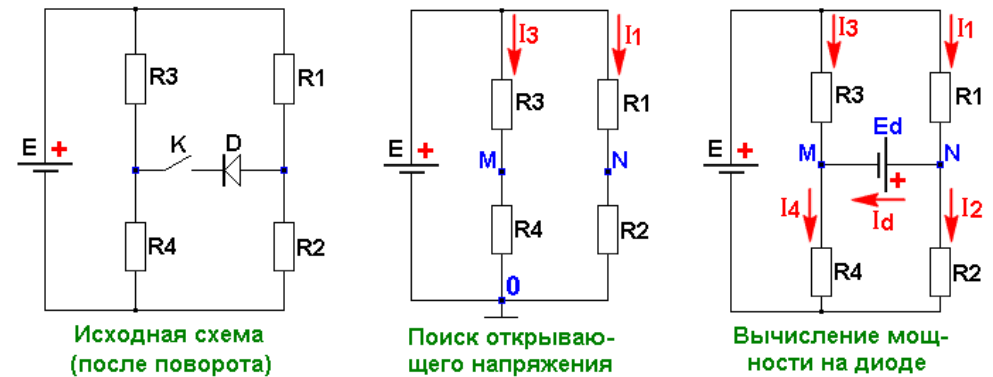 R3
R1
E +
K
D
R4
R2
Исходная схема
(после поворота)
I3
I1
R3
R1
E +
M
N
R4
R2
0
Поиск открываю-
щего напряжения
I3
I1
R3
R1
Ed
E +
M
N
+
I4
Id
I2
R4
R2
Вычисление мощ-
ности на диоде